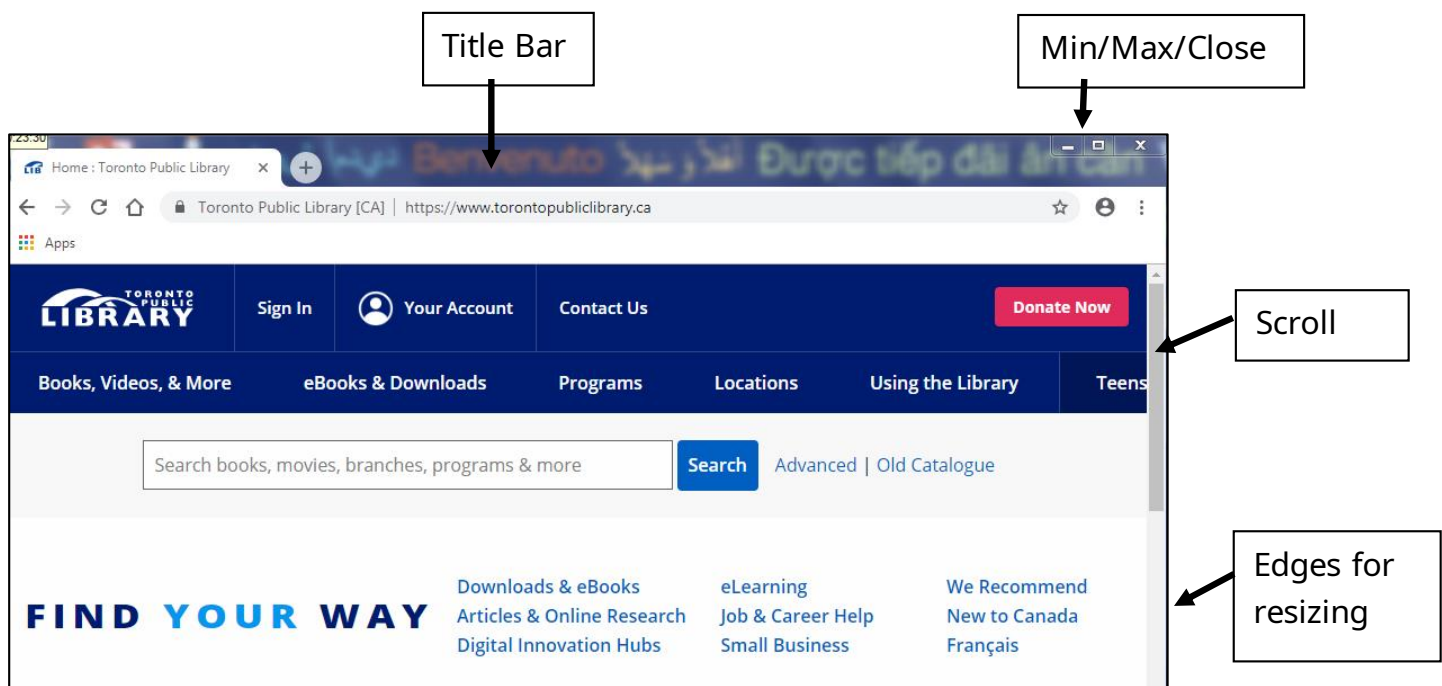 Title Bar
Min/Max/Close
Benvenuto Được tiếp đãi ân cần
Home : Toronto Public Library
Toronto Public Library [CA] | https://www.torontopubliclibrary.ca
Apps
TORONTO
PUBLIC
LIBRARY
Sign In Your Account Contact Us Donate Now
Scroll
Books, Videos, & More eBooks & Downloads Programs Locations Using the Library Teens
Search books, movies, branches, programs & more Search Advanced | Old Catalogue
Edges for
resizing
FIND YOUR WAY
Downloads & eBooks eLearning We Recommend
Articles & Online Research Job & Career Help New to Canada
Digital Innovation Hubs Small Business Français